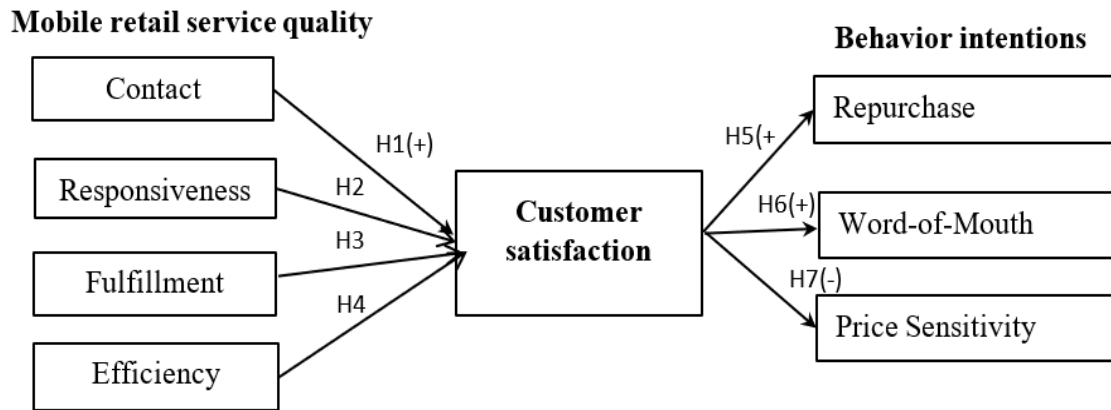 Mobile retail service quality
Contact
Responsiveness
Fulfillment
Efficiency
H1(+)
H2
H3
H4
Customer
satisfaction
Behavior intentions
H5(+
H6(+)
H7(-)
Repurchase
Word-of-Mouth
Price Sensitivity